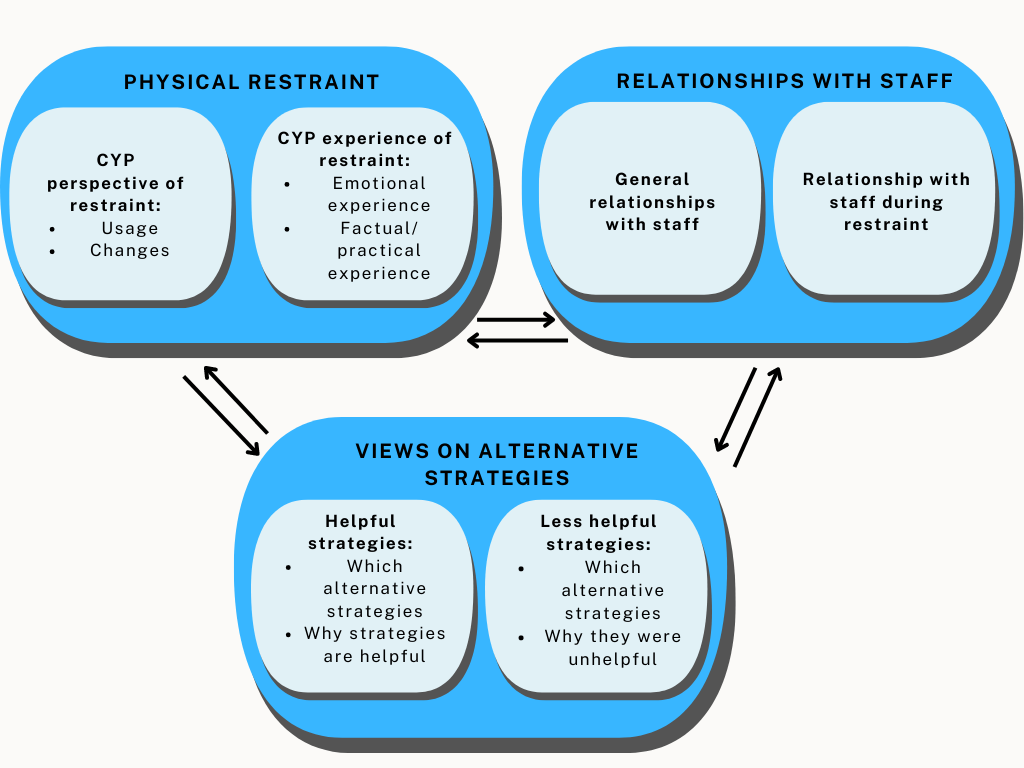 PHYSICAL RESTRAINT
CYP
perspective of
restraint:
• Usage
• Changes
CYP experience of
restraint:
• Emotional
experience
• Factual/
practical
experience
RELATIONSHIPS WITH STAFF
General
relationships
with staff
Relationship with
staff during
restraint
VIEWS ON ALTERNATIVE
STRATEGIES
Helpful
strategies:
• Which
alternative
strategies
• Why strategies
are helpful
Less helpful
strategies:
• Which
alternative
strategies
• Why they were
unhelpful